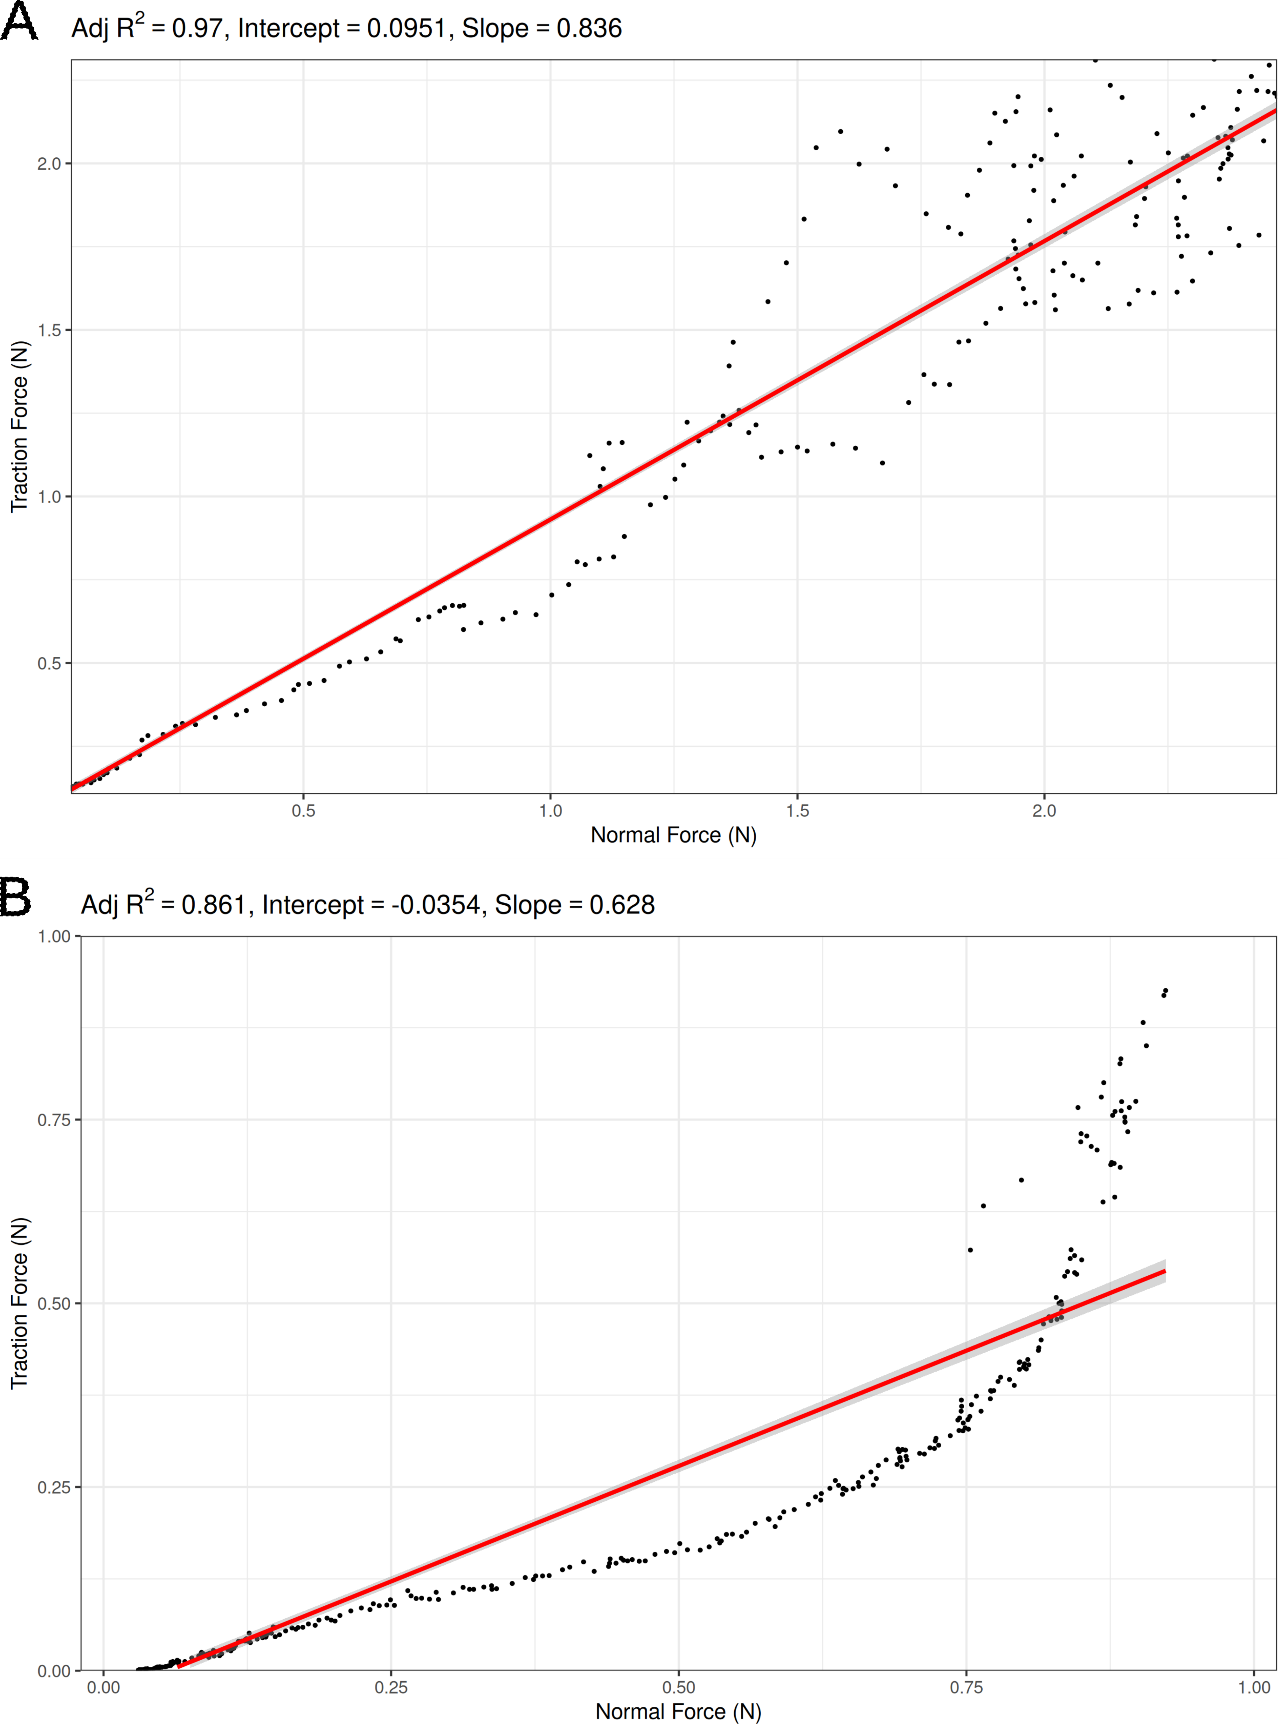 A
Adj R² = 0.97, Intercept = 0.0951, Slope = 0.836
Traction Force (N)
2.0
1.5
1.0
0.5
0.5 1.0 1.5 2.0
Normal Force (N)
B
Adj R² = 0.861, Intercept = -0.0354, Slope = 0.628
Traction Force (N)
1.00
0.75
0.50
0.25
0.00
0.00 0.25 0.50 0.75 1.00
Normal Force (N)